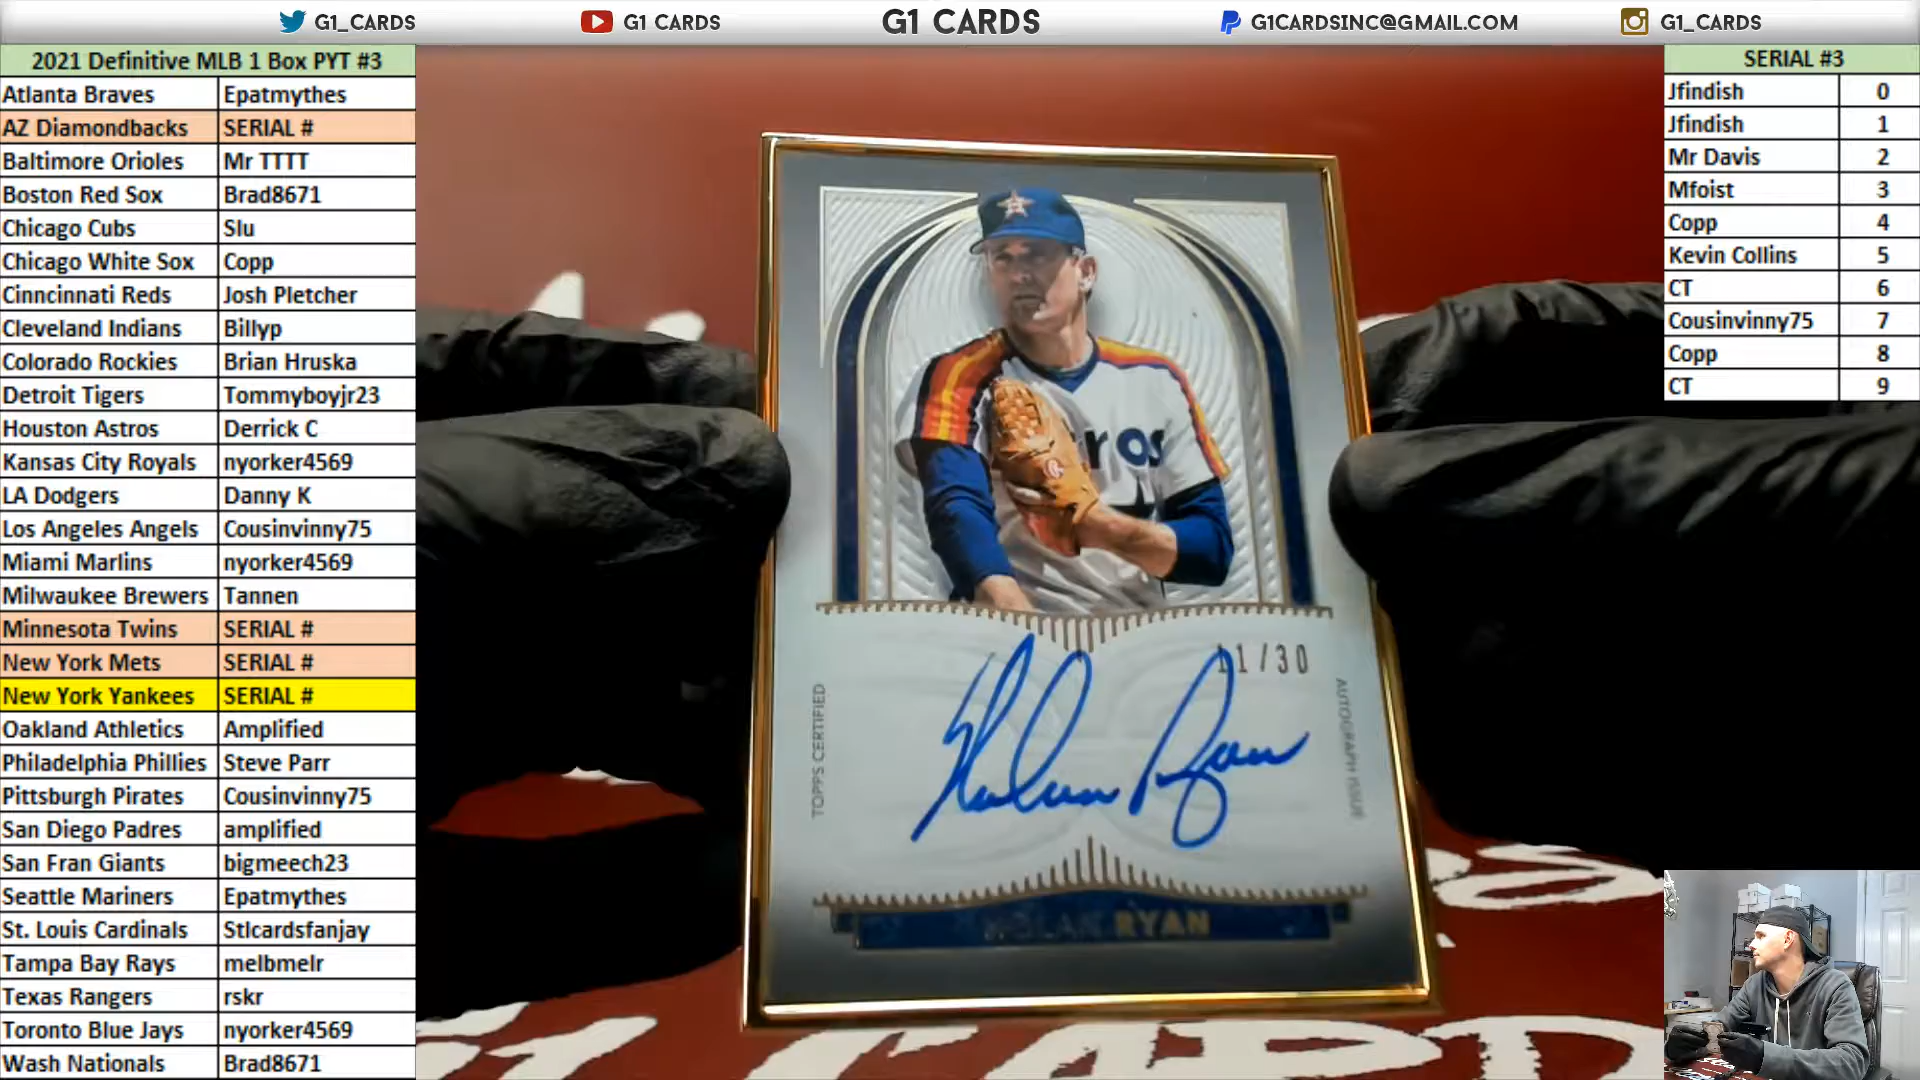 G1_CARDS
G1 CARDS
G1 CARDS
G1CARDSINC@GMAIL.COM
G1_CARDS
2021 Definitive MLB 1 Box PYT #3
Atlanta Braves Epatmythes
AZ Diamondbacks SERIAL #
Baltimore Orioles Mr TTTT
Boston Red Sox Brad8671
Chicago Cubs Slu
Chicago White Sox Copp
Cinncinnati Reds Josh Pletcher
Cleveland Indians Billyp
Colorado Rockies Brian Hruska
Detroit Tigers Tommyboyjr23
Houston Astros Derrick C
Kansas City Royals nyorker4569
LA Dodgers Danny K
Los Angeles Angels Cousinvinny75
Miami Marlins nyorker4569
Milwaukee Brewers Tannen
Minnesota Twins SERIAL #
New York Mets SERIAL #
New York Yankees SERIAL #
Oakland Athletics Amplified
Philadelphia Phillies Steve Parr
Pittsburgh Pirates Cousinvinny75
San Diego Padres amplified
San Fran Giants bigmeech23
Seattle Mariners Epatmythes
St. Louis Cardinals Stlcardsfanjay
Tampa Bay Rays melbmelr
Texas Rangers rskr
Toronto Blue Jays nyorker4569
Wash Nationals Brad8671
ros
11/30
TOPPS CERTIFIED
AUTOGRAPH ISSUE
Nolan Ryan
NOLAN RYAN
G1 CARDS
SERIAL #3
Jfindish 0
Jfindish 1
Mr Davis 2
Mfoist 3
Copp 4
Kevin Collins 5
CT 6
Cousinvinny75 7
Copp 8
CT 9